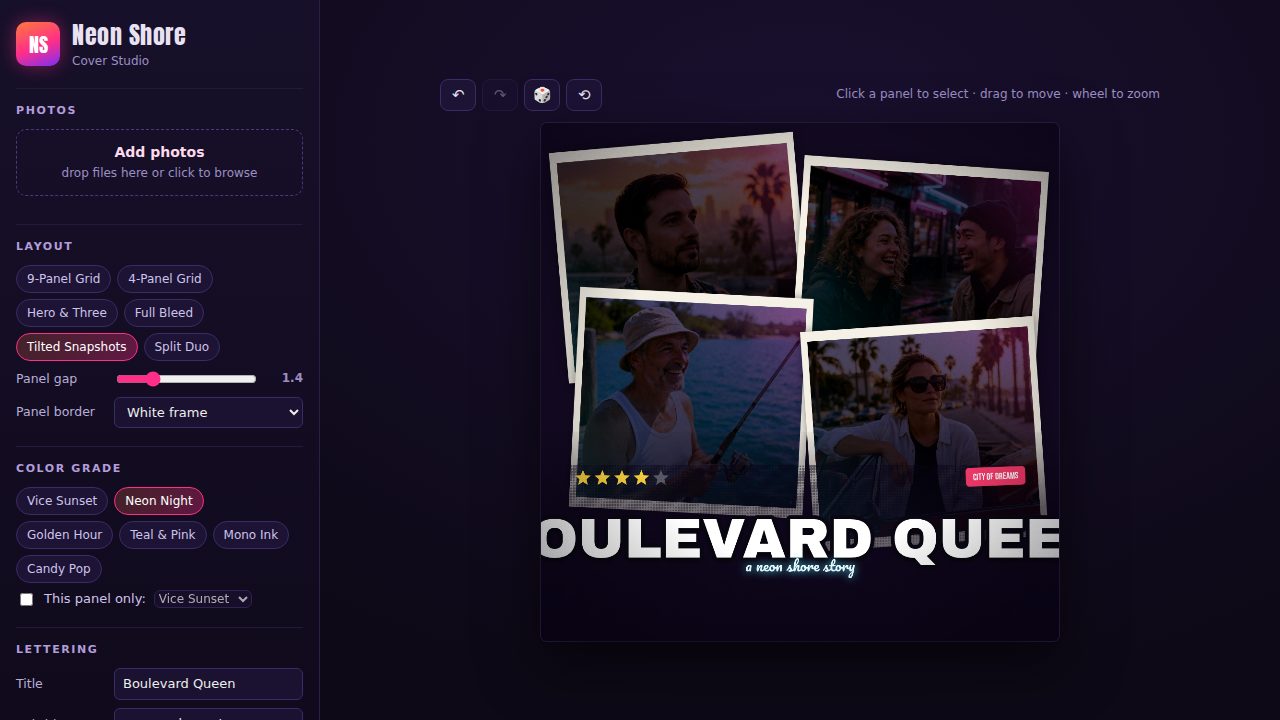 NS
Neon Shore
Cover Studio
PHOTOS
Add photos
drop files here or click to browse
LAYOUT
9-Panel Grid
4-Panel Grid
Hero & Three
Full Bleed
Tilted Snapshots
Split Duo
Panel gap
1.4
Panel border
White frame
COLOR GRADE
Vice Sunset
Neon Night
Golden Hour
Teal & Pink
Mono Ink
Candy Pop
This panel only:
Vice Sunset
LETTERING
Title
Boulevard Queen
Click a panel to select · drag to move · wheel to zoom
CITY OF DREAMS
OULEVARD QUEE
a neon shore story